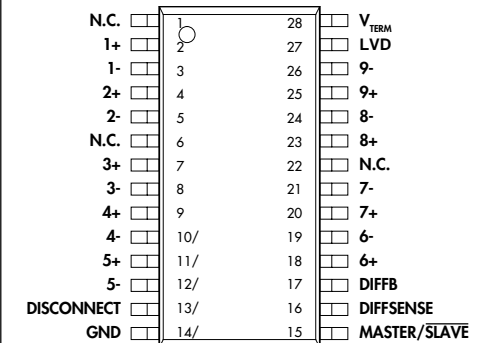 N.C. 1 28 V_TERM
1+ 2 27 LVD
1- 3 26 9-
2+ 4 25 9+
2- 5 24 8-
N.C. 6 23 8+
3+ 7 22 N.C.
3- 8 21 7-
4+ 9 20 7+
4- 10/ 19 6-
5+ 11/ 18 6+
5- 12/ 17 DIFFB
DISCONNECT 13/ 16 DIFFSENSE
GND 14/ 15 MASTER/S̅L̅A̅V̅E̅